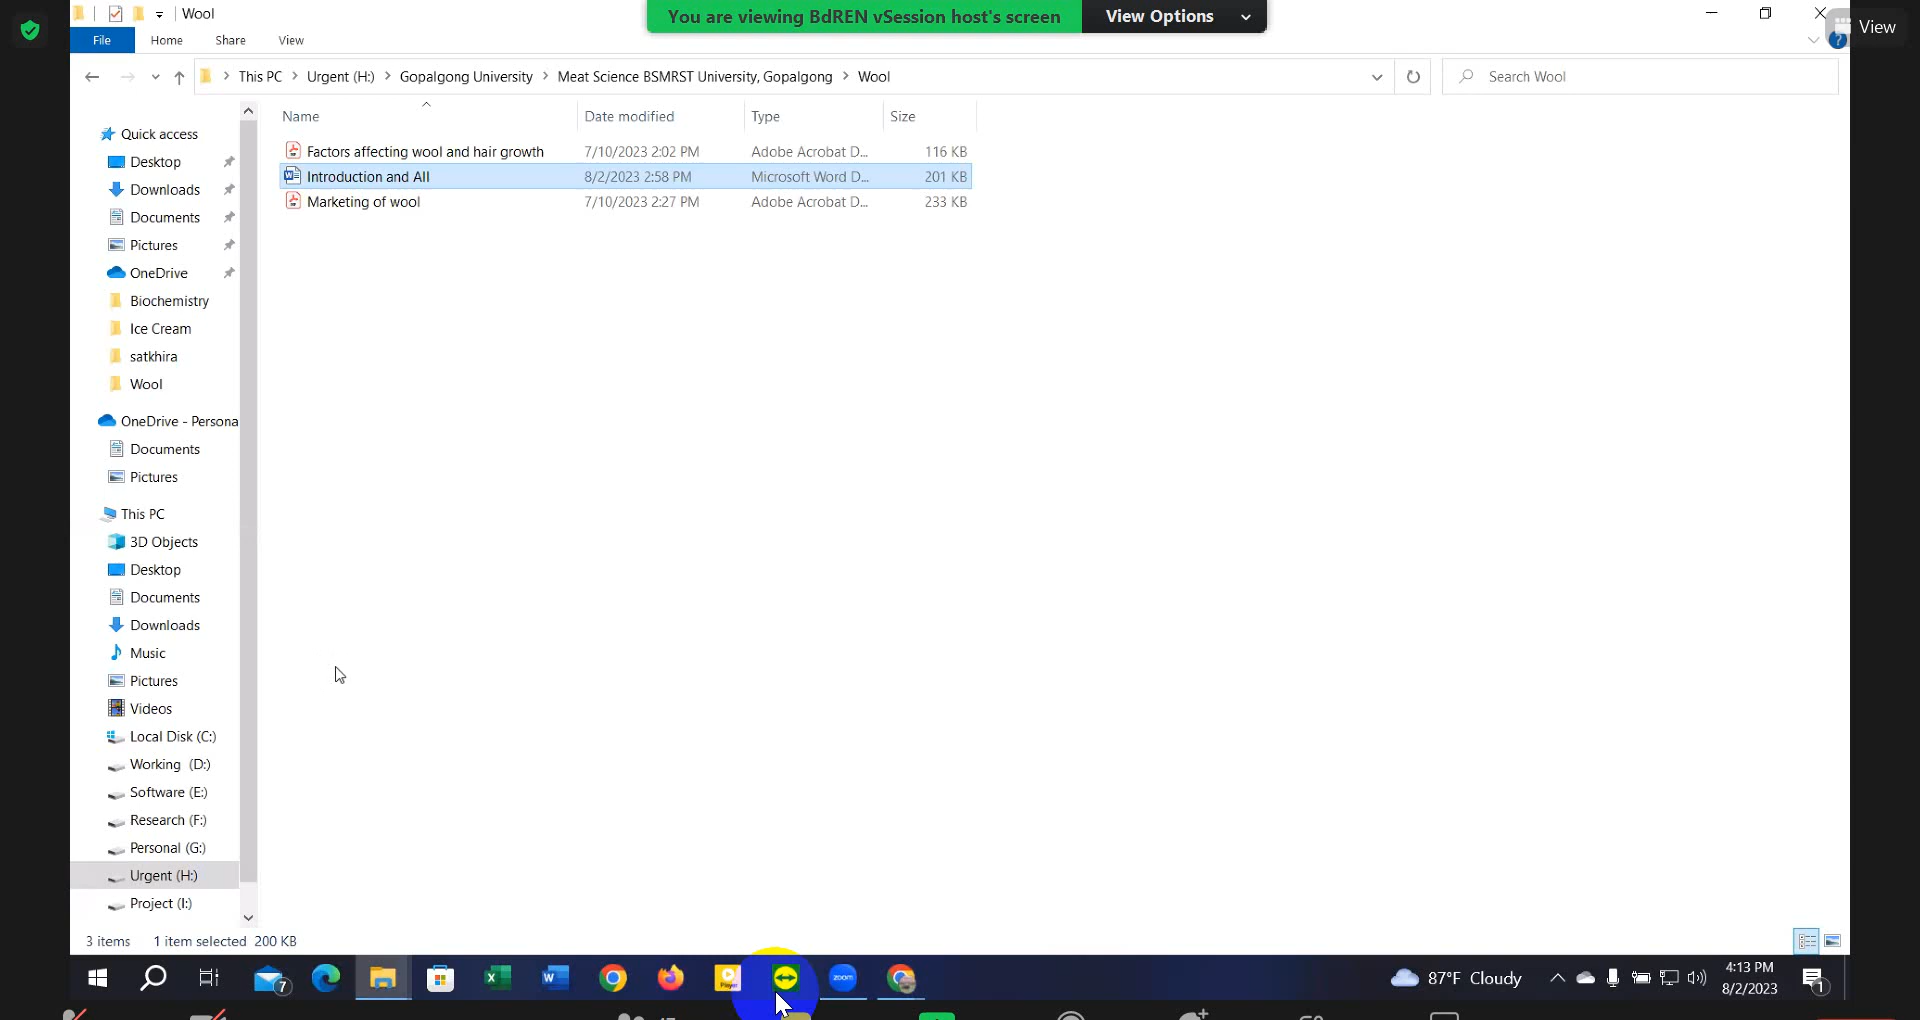 Wool
You are viewing BdREN vSession host's screen
View Options
View
File
Home
Share
View
This PC > Urgent (H:) > Gopalgong University > Meat Science BSMRST University, Gopalgong > Wool
Search Wool
Name
Date modified
Type
Size
Factors affecting wool and hair growth 7/10/2023 2:02 PM Adobe Acrobat D... 116 KB
Introduction and All 8/2/2023 2:58 PM Microsoft Word D... 201 KB
Marketing of wool 7/10/2023 2:27 PM Adobe Acrobat D... 233 KB
Quick access
Desktop
Downloads
Documents
Pictures
OneDrive
Biochemistry
Ice Cream
satkhira
Wool
OneDrive - Persona
Documents
Pictures
This PC
3D Objects
Desktop
Documents
Downloads
Music
Pictures
Videos
Local Disk (C:)
Working (D:)
Software (E:)
Research (F:)
Personal (G:)
Urgent (H:)
Project (I:)
3 items 1 item selected 200 KB
7
Player
zoom
87°F Cloudy
4:13 PM
8/2/2023
1